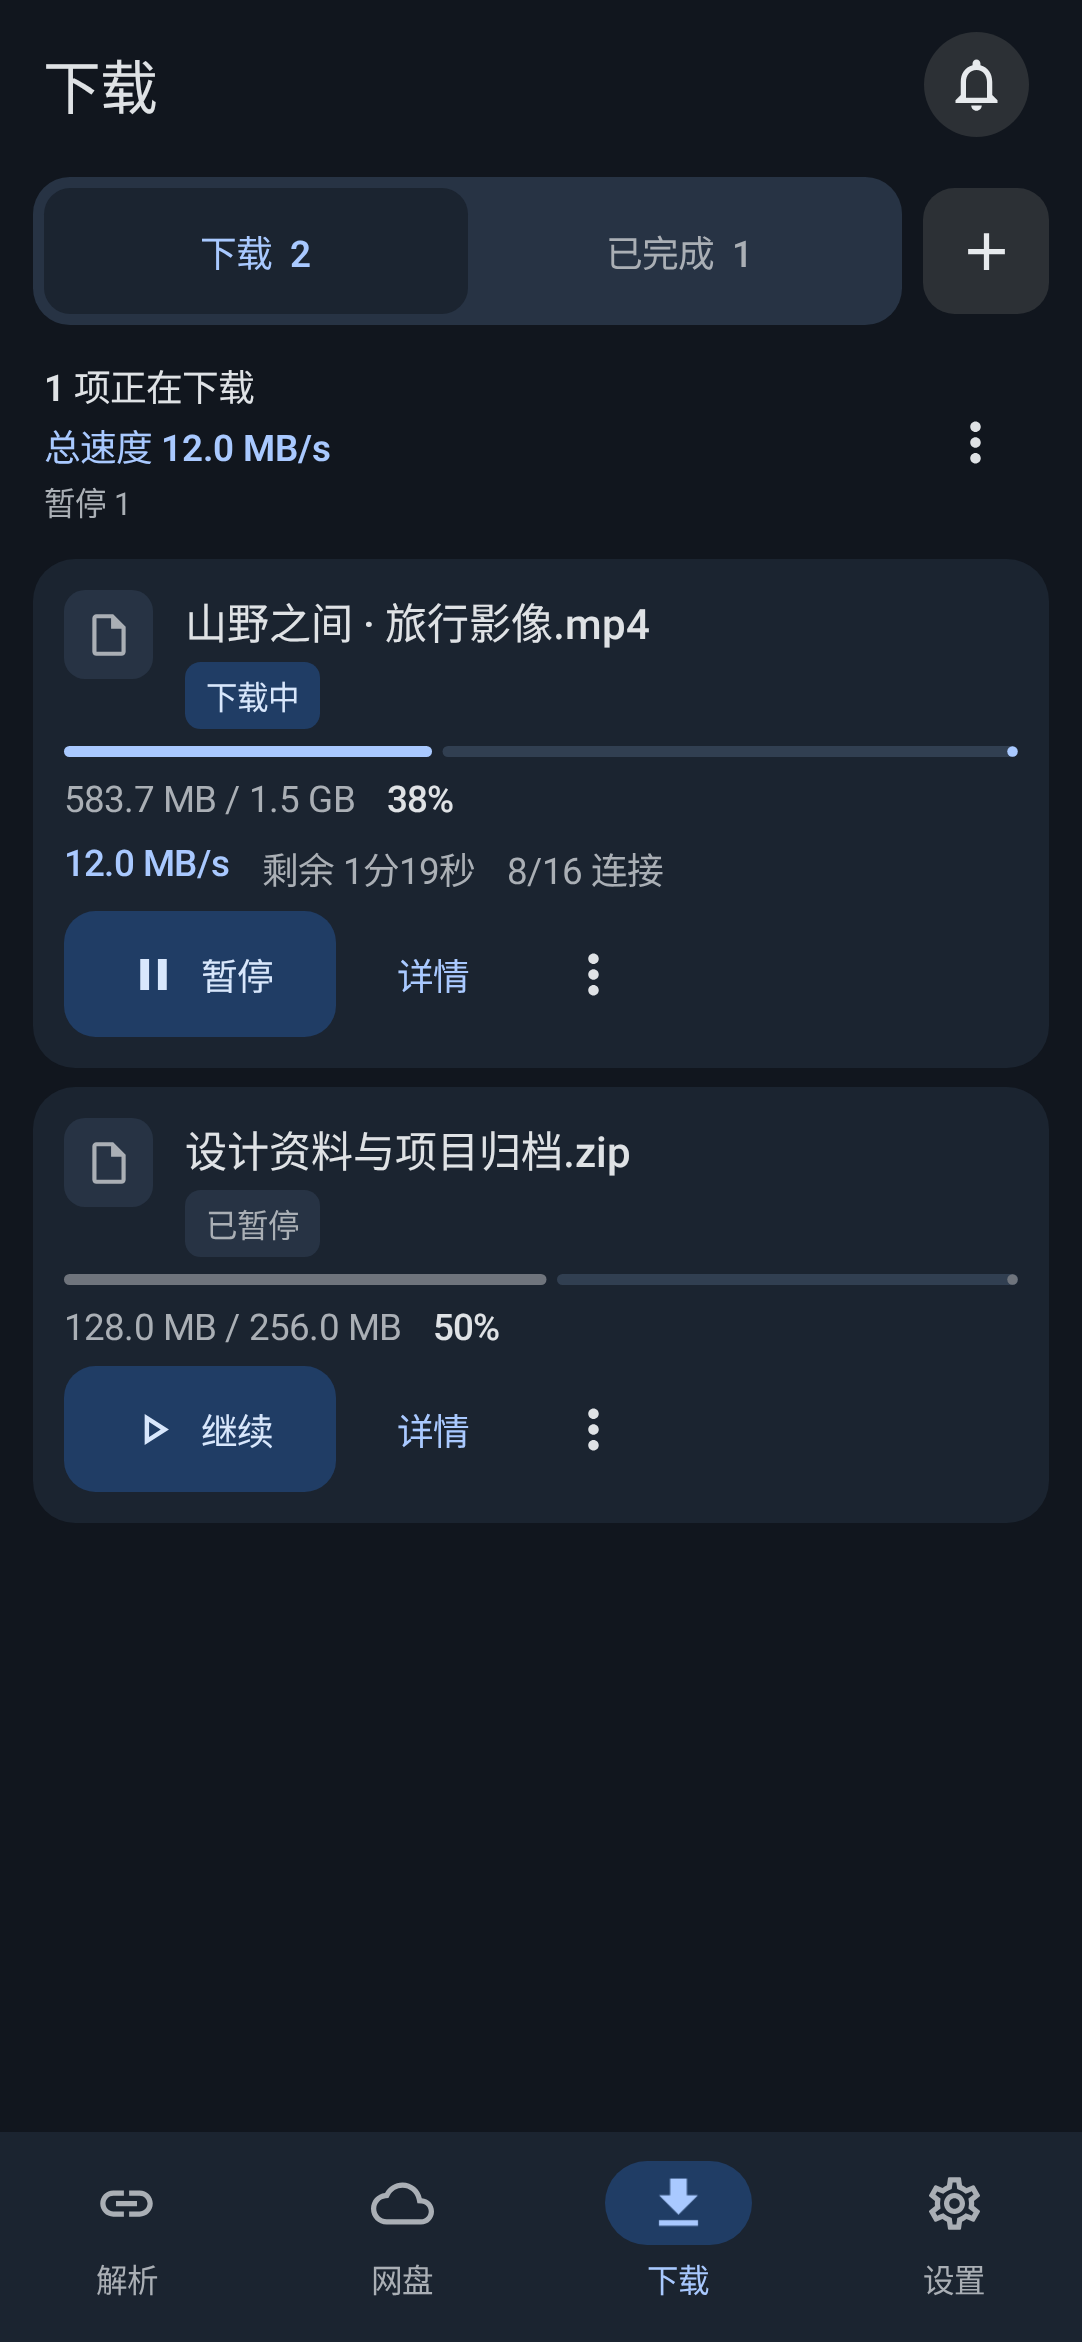 下载
下载 2
已完成 1
1 项正在下载
总速度 12.0 MB/s
暂停 1
山野之间 · 旅行影像.mp4
下载中
583.7 MB / 1.5 GB 38%
12.0 MB/s 剩余 1分19秒 8/16 连接
暂停 详情
设计资料与项目归档.zip
已暂停
128.0 MB / 256.0 MB 50%
继续 详情
解析 网盘 下载 设置